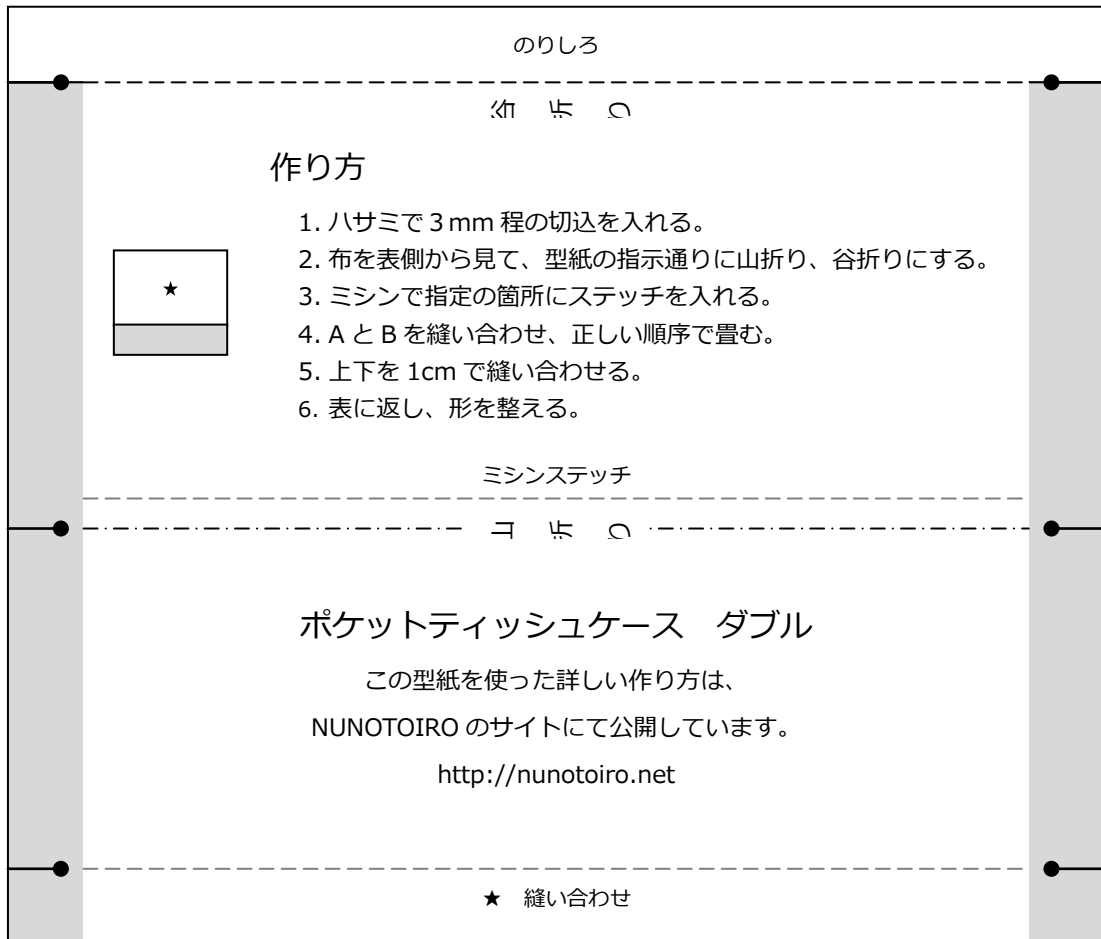 のりしろ
谷 折 り
作り方
1. ハサミで３mm 程の切込を入れる。
2. 布を表側から見て、型紙の指示通りに山折り、谷折りにする。
3. ミシンで指定の箇所にステッチを入れる。
4. A と B を縫い合わせ、正しい順序で畳む。
5. 上下を 1cm で縫い合わせる。
6. 表に返し、形を整える。
★
ミシンステッチ
山 折 り
ポケットティッシュケース　ダブル
この型紙を使った詳しい作り方は、
NUNOTOIRO のサイトにて公開しています。
http://nunotoiro.net
★　縫い合わせ